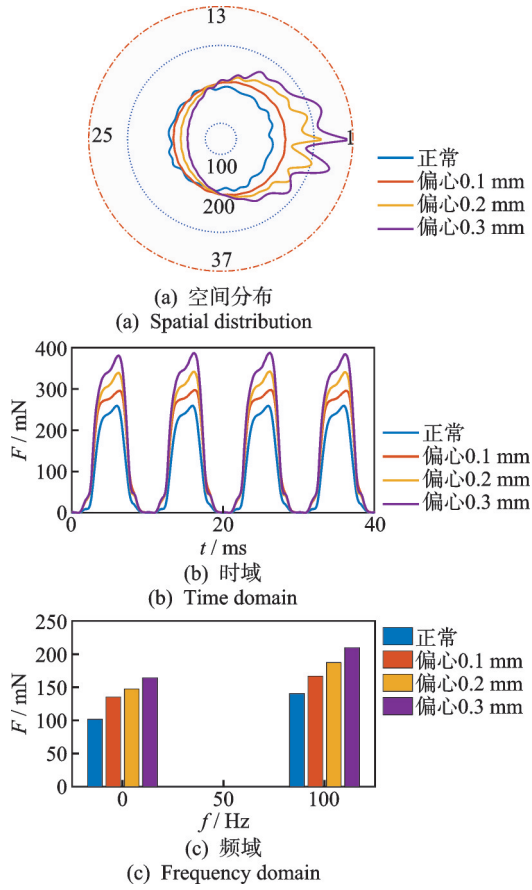 13
25
1
100
200
37
正常
偏心0.1 mm
偏心0.2 mm
偏心0.3 mm
(a) 空间分布
(a) Spatial distribution
400
300
200
100
0
F / mN
0
20
40
t / ms
正常
偏心0.1 mm
偏心0.2 mm
偏心0.3 mm
(b) 时域
(b) Time domain
250
200
150
100
50
0
F / mN
0
50
100
f / Hz
正常
偏心0.1 mm
偏心0.2 mm
偏心0.3 mm
(c) 频域
(c) Frequency domain